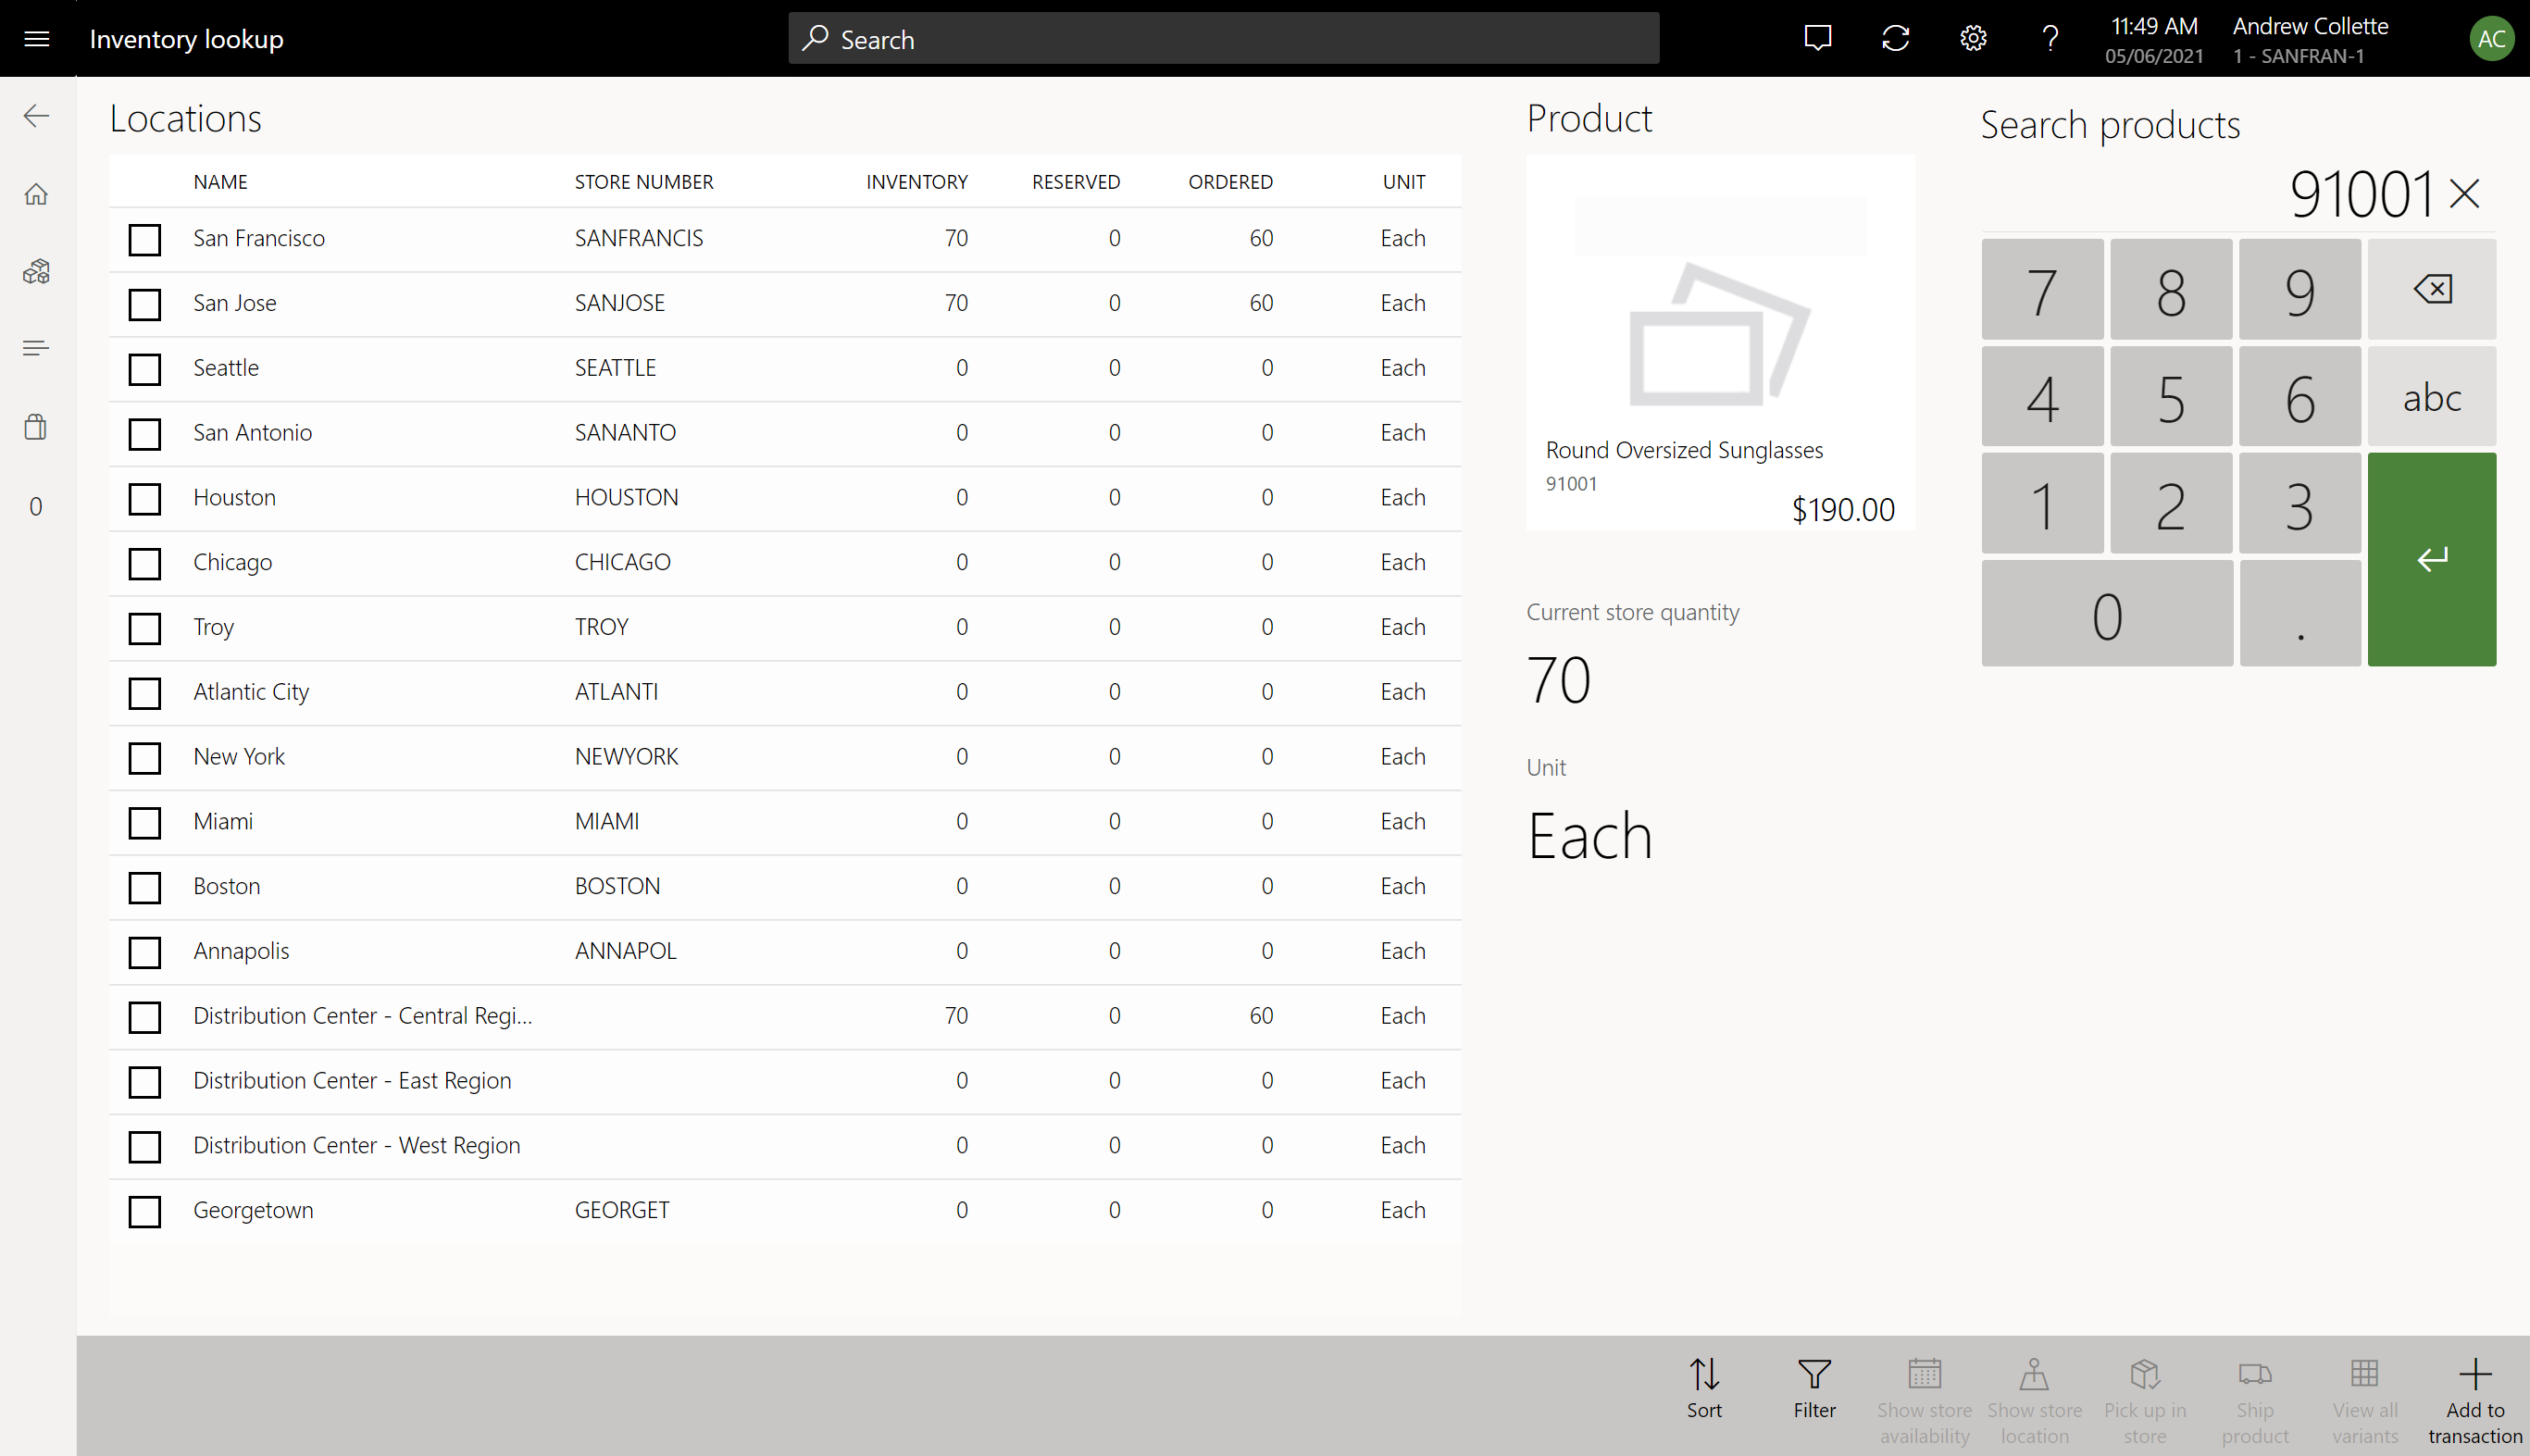 Inventory lookup
Search
11:49 AM
05/06/2021
Andrew Collette
1 - SANFRAN-1
AC
0
Locations
NAME STORE NUMBER INVENTORY RESERVED ORDERED UNIT
San Francisco SANFRANCIS 70 0 60 Each
San Jose SANJOSE 70 0 60 Each
Seattle SEATTLE 0 0 0 Each
San Antonio SANANTO 0 0 0 Each
Houston HOUSTON 0 0 0 Each
Chicago CHICAGO 0 0 0 Each
Troy TROY 0 0 0 Each
Atlantic City ATLANTI 0 0 0 Each
New York NEWYORK 0 0 0 Each
Miami MIAMI 0 0 0 Each
Boston BOSTON 0 0 0 Each
Annapolis ANNAPOL 0 0 0 Each
Distribution Center - Central Regi... 70 0 60 Each
Distribution Center - East Region 0 0 0 Each
Distribution Center - West Region 0 0 0 Each
Georgetown GEORGET 0 0 0 Each
Product
Round Oversized Sunglasses
91001
$190.00
Current store quantity
70
Unit
Each
Search products
91001
7 8 9
4 5 6 abc
1 2 3
0 .
Sort
Filter
Show store
availability
Show store
location
Pick up in
store
Ship
product
View all
variants
Add to
transaction